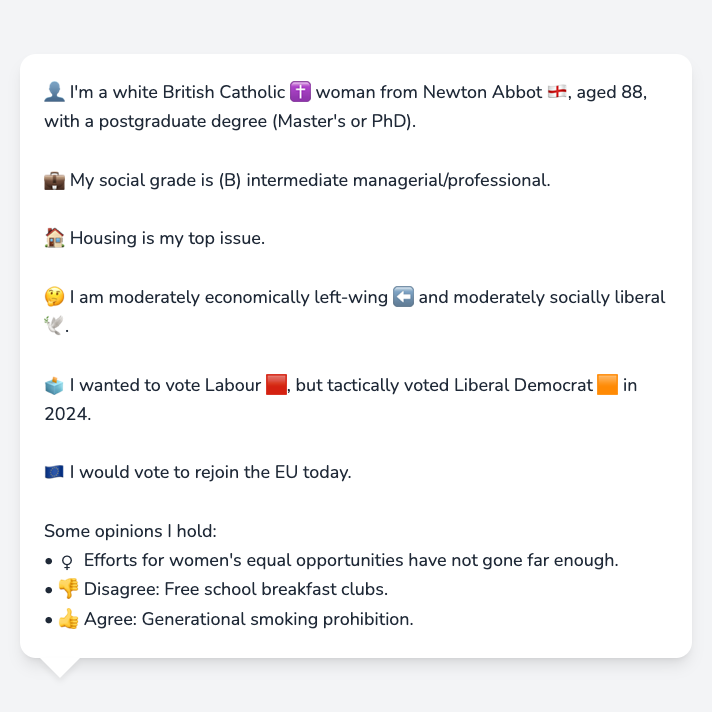 👤 I'm a white British Catholic ✝️ woman from Newton Abbot 🏴󠁧󠁢󠁥󠁮󠁧󠁿, aged 88,
with a postgraduate degree (Master's or PhD).
💼 My social grade is (B) intermediate managerial/professional.
🏠 Housing is my top issue.
🤔 I am moderately economically left-wing ⬅️ and moderately socially liberal
🕊️.
🗳️ I wanted to vote Labour 🟥, but tactically voted Liberal Democrat 🟧 in
2024.
🇪🇺 I would vote to rejoin the EU today.
Some opinions I hold:
• ♀️ Efforts for women's equal opportunities have not gone far enough.
• 👎 Disagree: Free school breakfast clubs.
• 👍 Agree: Generational smoking prohibition.